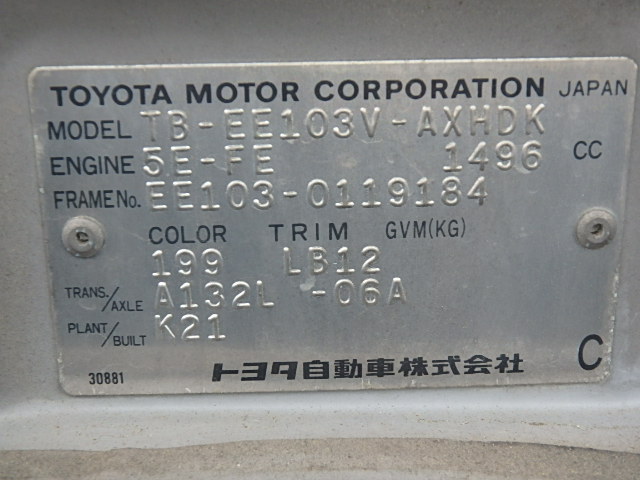 TOYOTA MOTOR CORPORATION JAPAN
MODEL TB-EE103V-AXHDK
ENGINE 5E-FE 1496 CC
FRAME No. EE103-0119184
COLOR TRIM GVM(KG)
199 LB12
TRANS./AXLE A132L -06A
PLANT/BUILT K21
30881 トヨタ自動車株式会社 C